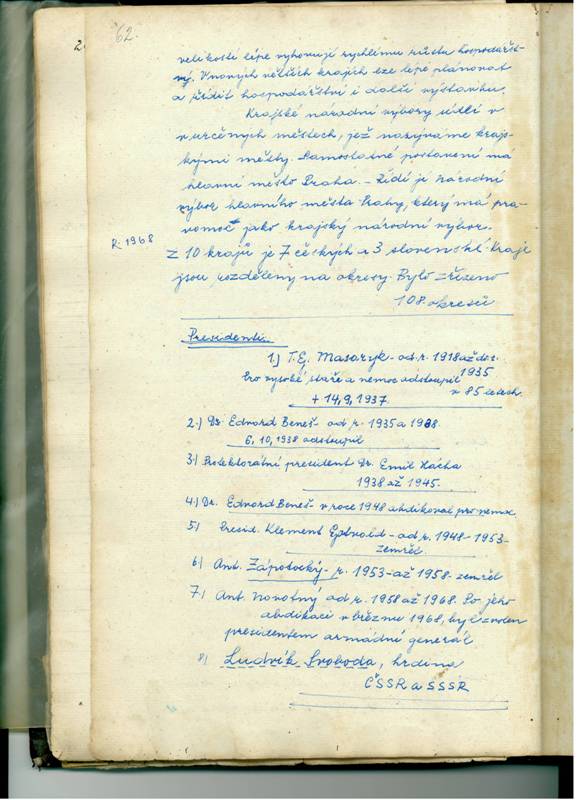 2.
62.
velikostí lépe vyhovují rychlému růstu hospodářst-
vý. V nových větších krajích lze lépe plánovat
a řídit hospodářství i další výstavbu.
Krajské národní výbory sídlí v
v určených městech, jež nazýváme kraj-
skými městy. Samostatné postavení má
hlavní město Praha. – Řídí je Národní
výbor hlavního města Prahy, který má pra-
vomoc jako krajský národní výbor.
R. 1968
Z 10 krajů je 7 českých a 3 slovenské. Kraje
jsou rozděleny na okresy. Bylo zřízeno
108 okresů
Presidenti.
1.) T. G. Masaryk - od r. 1918 až do r.
1935
Pro vysoké stáří a nemoc odstoupil
v 85 letech.
+ 14, 9, 1937.
2.) Dr. Edvard Beneš - od r. 1935 a 1938.
6, 10, 1938 odstoupil
3.) Protektorátní president Dr. Emil Hácha
1938 až 1945.
4.) Dr. Edvard Beneš - v roce 1948 abdikoval pro nemoc
5.) Presid. Klement Gottwald - od r. 1948 - 1953 -
zemřel.
6.) Ant. Zápotocký - r. 1953 - až 1958. zemřel
7.) Ant. Novotný od r. 1958 až 1968. Po jeho
abdikaci v březnu 1968, byl zvolen
presidentem armádní generál
8) Ludvík Svoboda, hrdina
ČSSR a SSSR